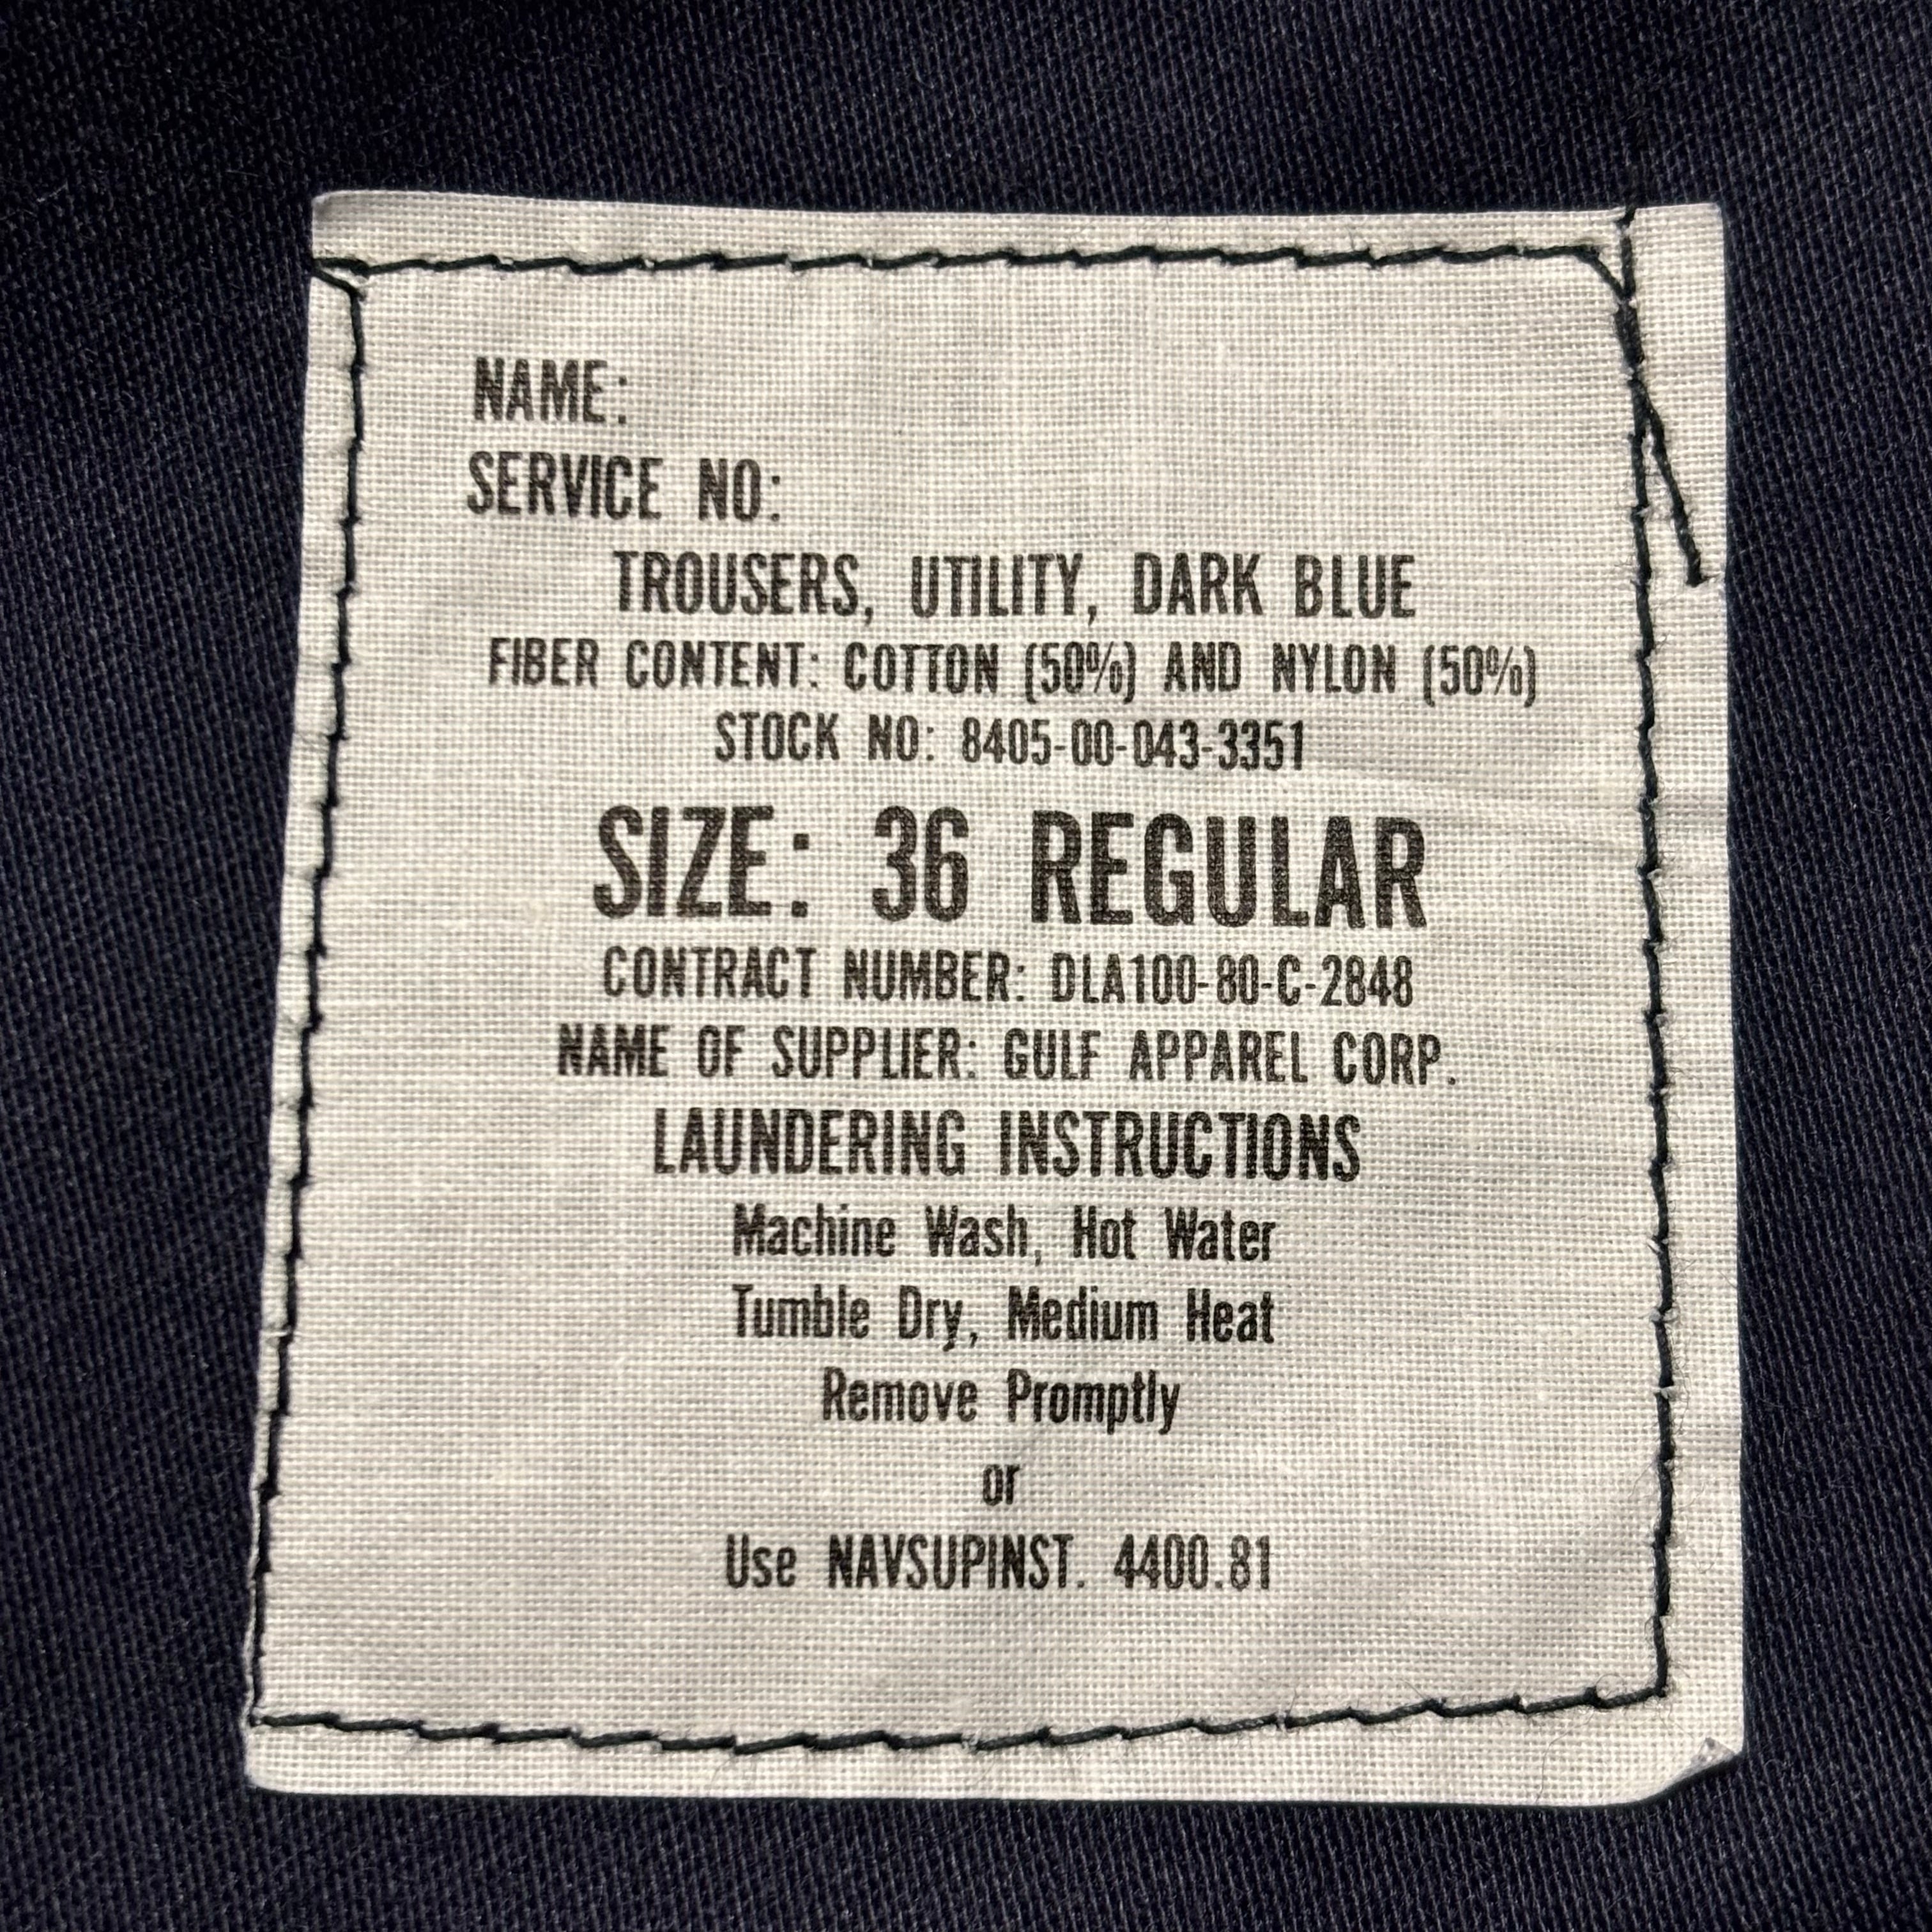 NAME:
SERVICE NO:
TROUSERS, UTILITY, DARK BLUE
FIBER CONTENT: COTTON (50%) AND NYLON (50%)
STOCK NO: 8405-00-043-3351
SIZE: 36 REGULAR
CONTRACT NUMBER: DLA100-80-C-2848
NAME OF SUPPLIER: GULF APPAREL CORP.
LAUNDERING INSTRUCTIONS
Machine Wash, Hot Water
Tumble Dry, Medium Heat
Remove Promptly
or
Use NAVSUPINST. 4400.81